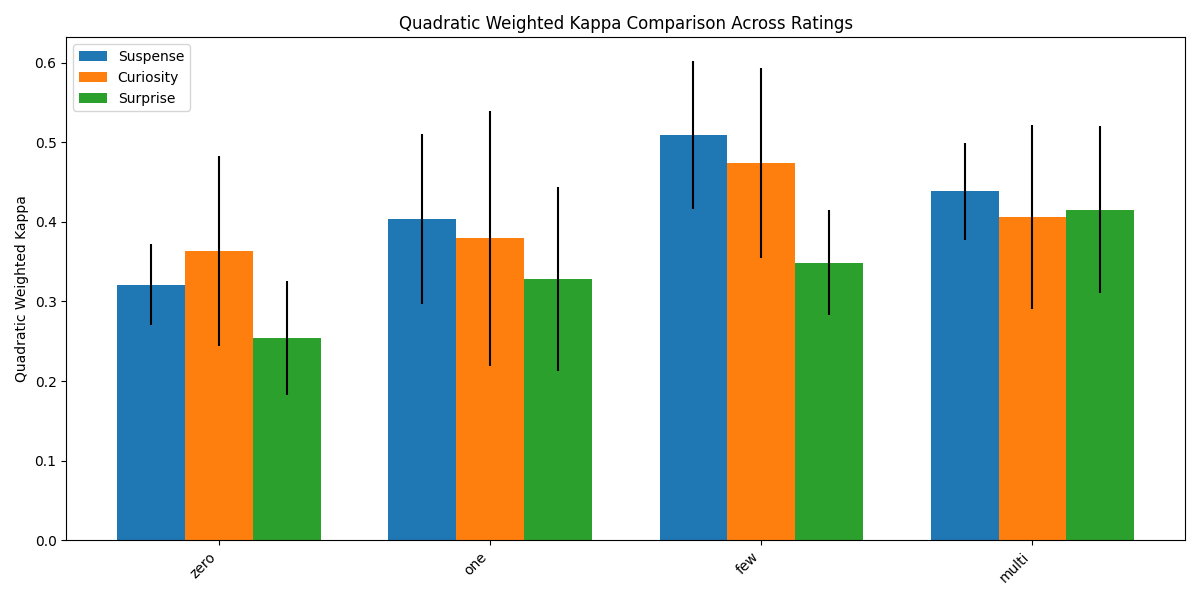 Quadratic Weighted Kappa Comparison Across Ratings
Suspense
Curiosity
Surprise
Quadratic Weighted Kappa
0.6
0.5
0.4
0.3
0.2
0.1
0.0
zero
one
few
multi